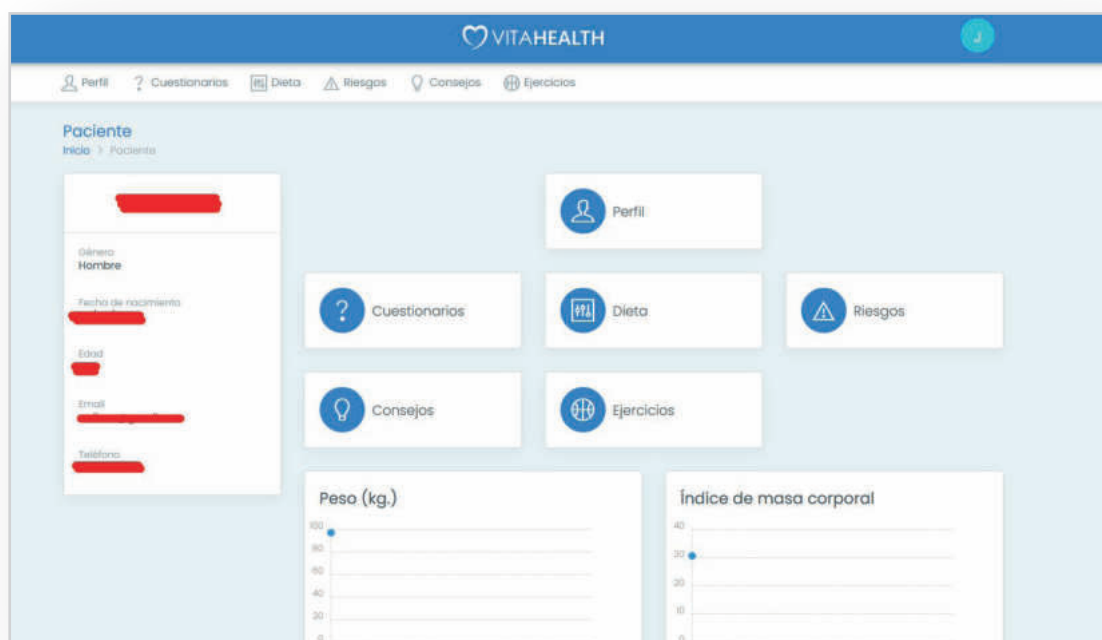 VITAHEALTH
J
Perfil
Cuestionarios
Dieta
Riesgos
Consejos
Ejercicios
Paciente
Inicio > Paciente
Género
Hombre
Fecha de nacimiento
Edad
Email
Teléfono
Perfil
Cuestionarios
Dieta
Riesgos
Consejos
Ejercicios
Peso (kg.)
100
80
60
40
20
0
Índice de masa corporal
40
30
20
10
0